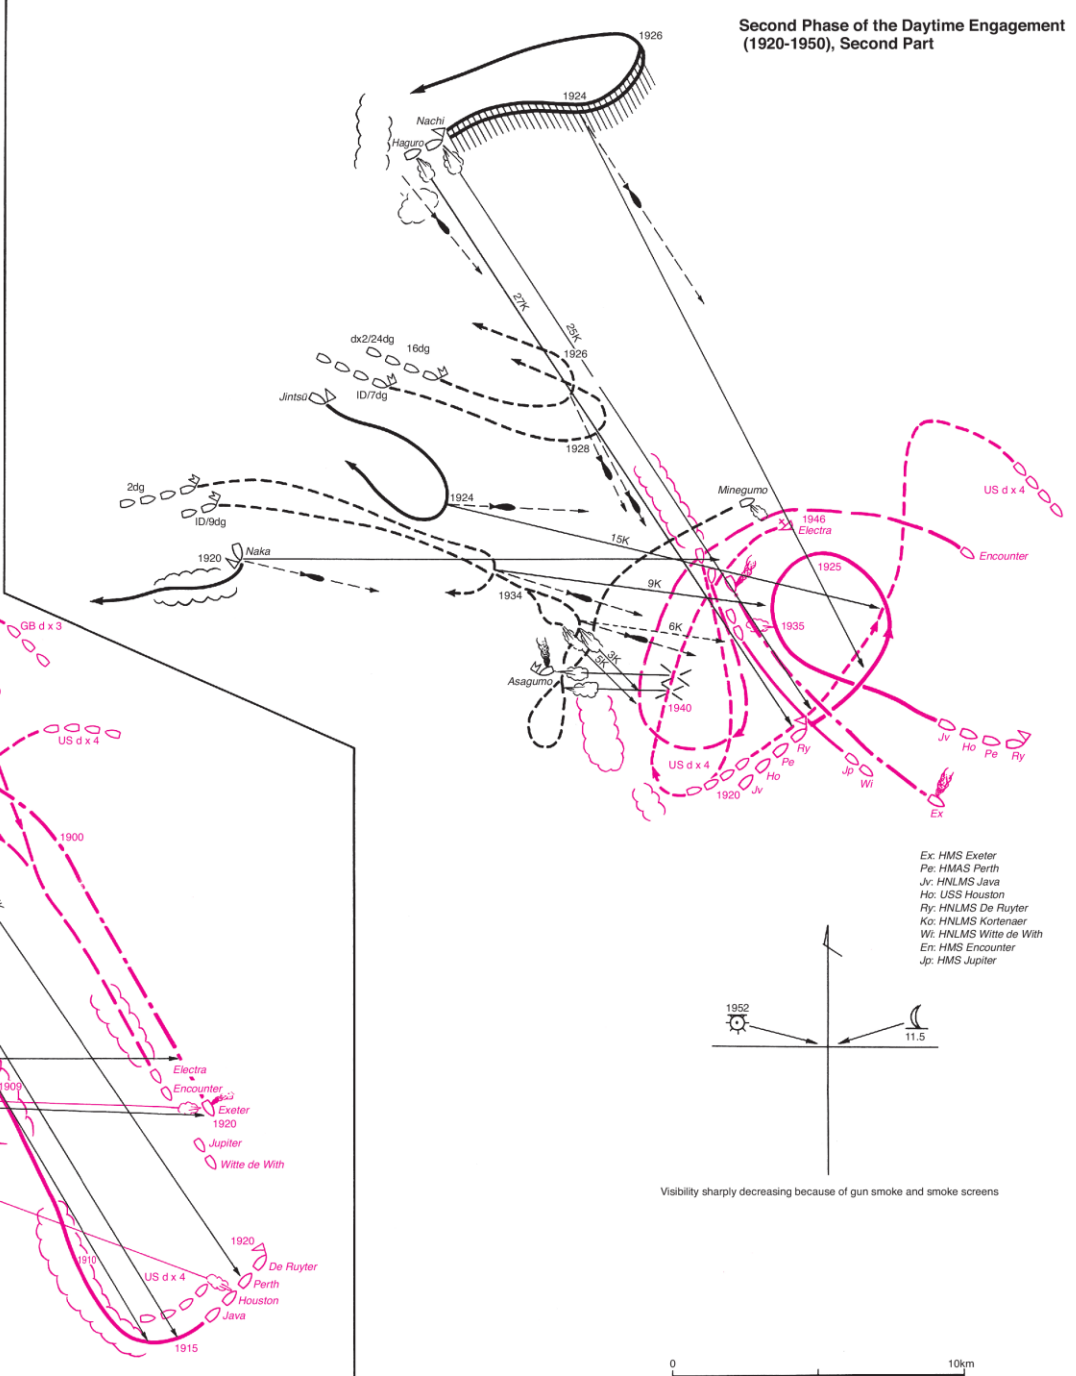 Second Phase of the Daytime Engagement
(1920-1950), Second Part
1926
1924
Nachi
Haguro
27K
25K
dx2/24dg
16dg
1926
ID/7dg
Jintsū
1928
2dg
ID/9dg
1924
Minegumo
US d x 4
1946
Electra
15K
Encounter
1920
Naka
1925
9K
1934
6K
1935
3K
5K
Asagumo
1940
GB d x 3
US d x 4
US d x 4
1920
Jv
Ho
Pe
Ry
Jp
Wi
Jv
Ho
Pe
Ry
Ex
1900
Ex: HMS Exeter
Pe: HMAS Perth
Jv: HNLMS Java
Ho: USS Houston
Ry: HNLMS De Ruyter
Ko: HNLMS Kortenaer
Wi: HNLMS Witte de With
En: HMS Encounter
Jp: HMS Jupiter
1952
11.5
Electra
1909
Encounter
Exeter
1920
Jupiter
Witte de With
Visibility sharply decreasing because of gun smoke and smoke screens
1920
1910
De Ruyter
US d x 4
Perth
Houston
Java
1915
0
10km